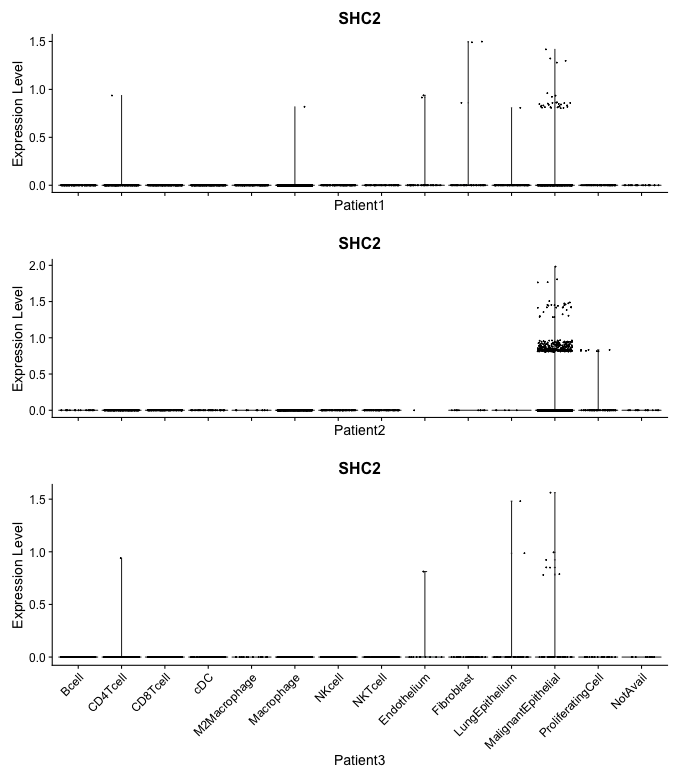 SHC2
Expression Level
1.5
1.0
0.5
0.0
Patient1
SHC2
Expression Level
2.0
1.5
1.0
0.5
0.0
Patient2
SHC2
Expression Level
1.5
1.0
0.5
0.0
Bcell
CD4Tcell
CD8Tcell
cDC
M2Macrophage
Macrophage
NKcell
NKTcell
Endothelium
Fibroblast
LungEpithelium
MalignantEpithelial
ProliferatingCell
NotAvail
Patient3